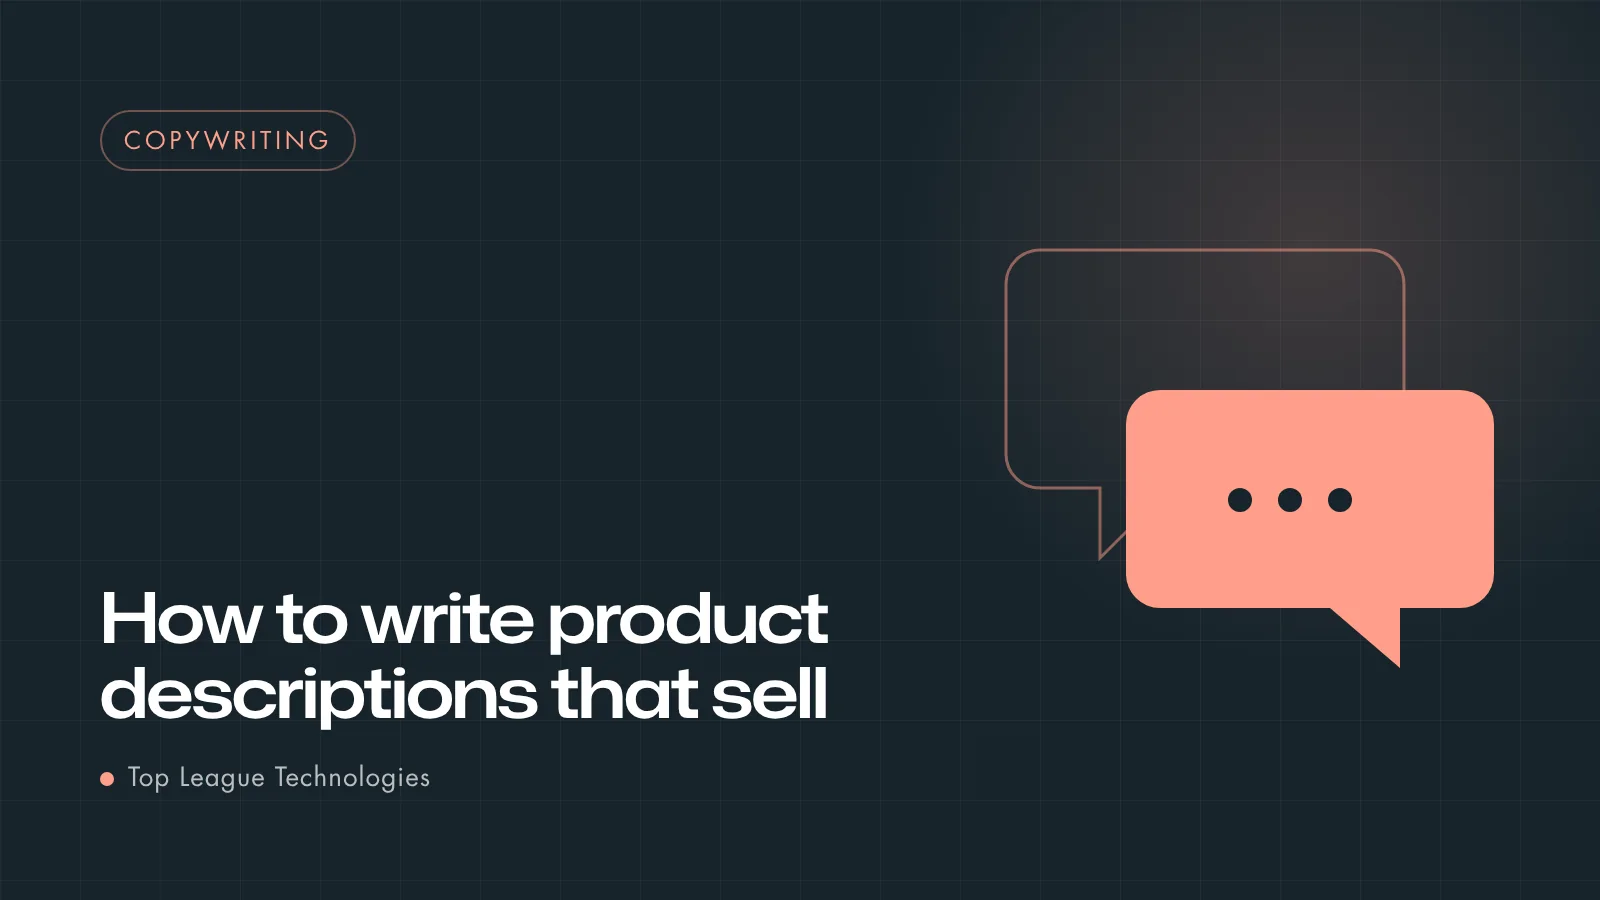 COPYWRITING
How to write product
descriptions that sell
Top League Technologies